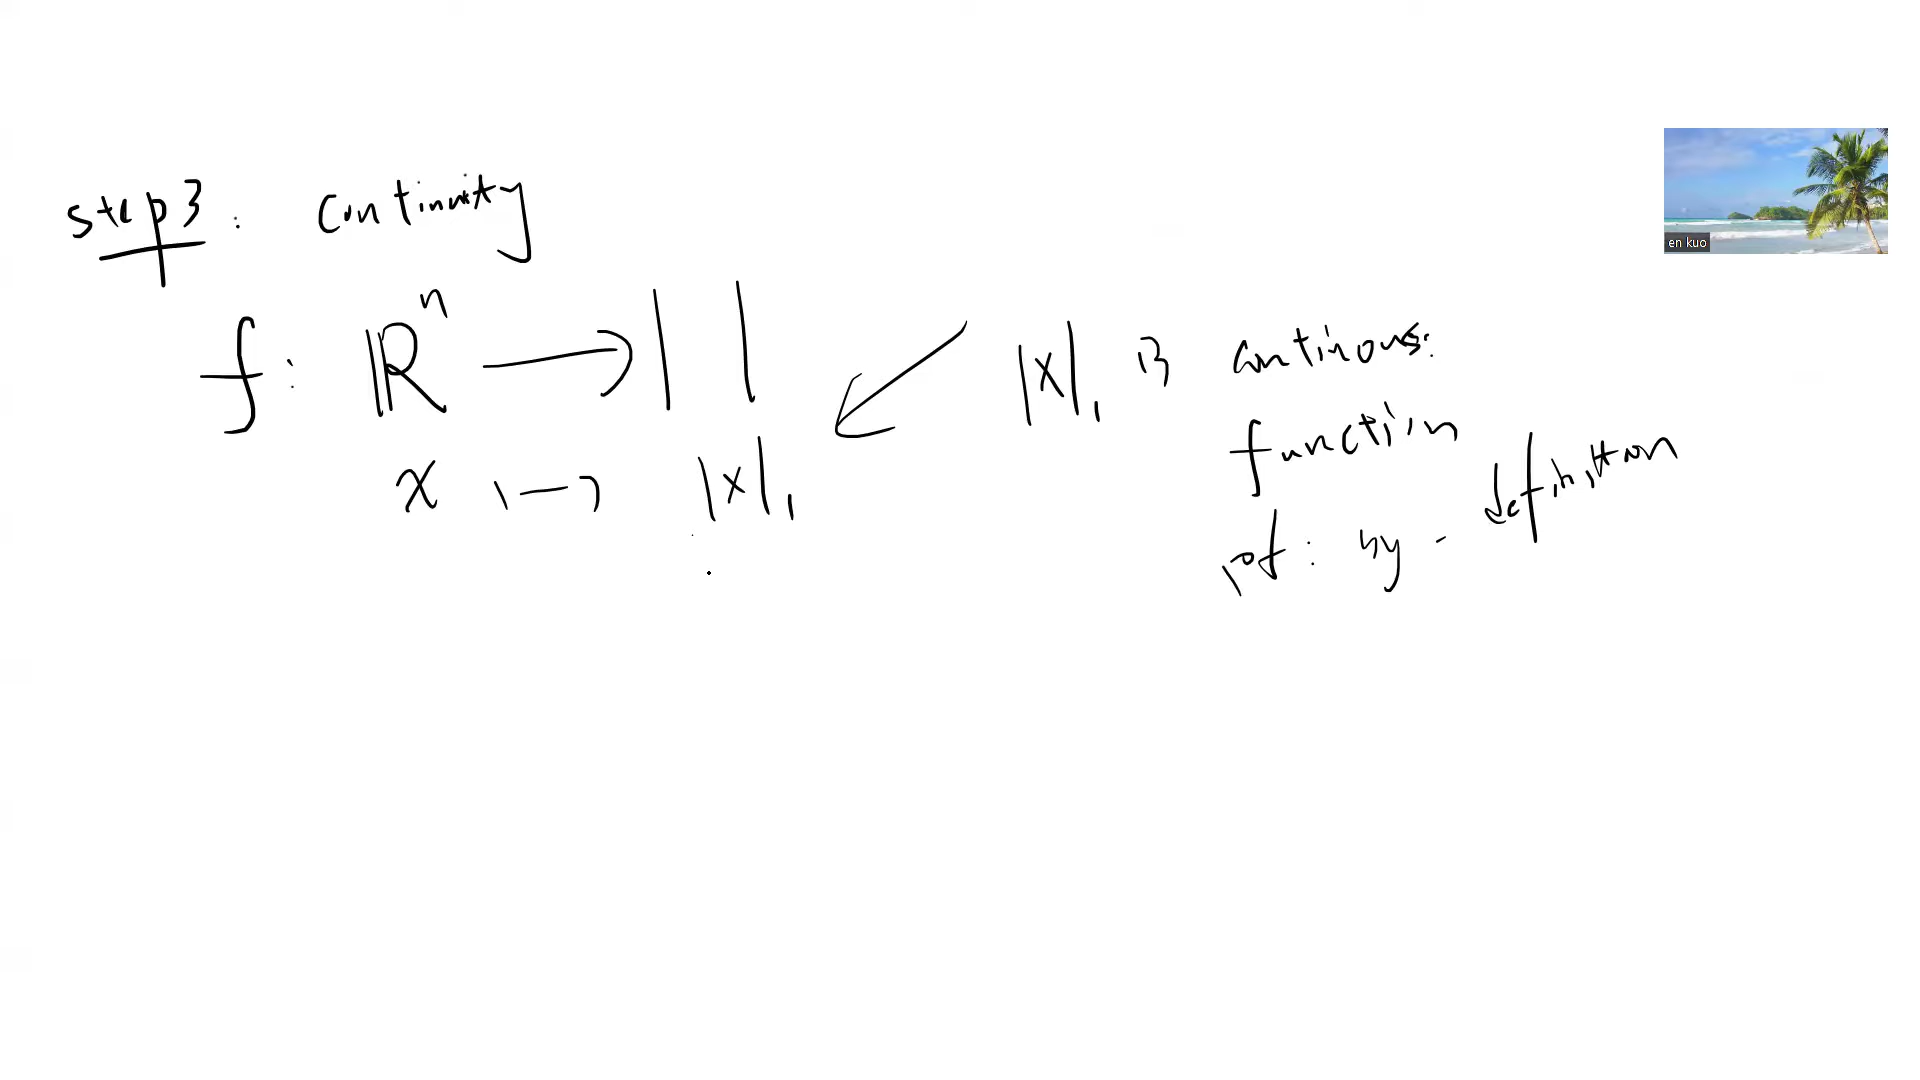 step3 : Continuity
f : ℝⁿ ⟶ | |
x ↦ |x|₁
|x|₁ is continous.
function
pf : by - definition
en kuo